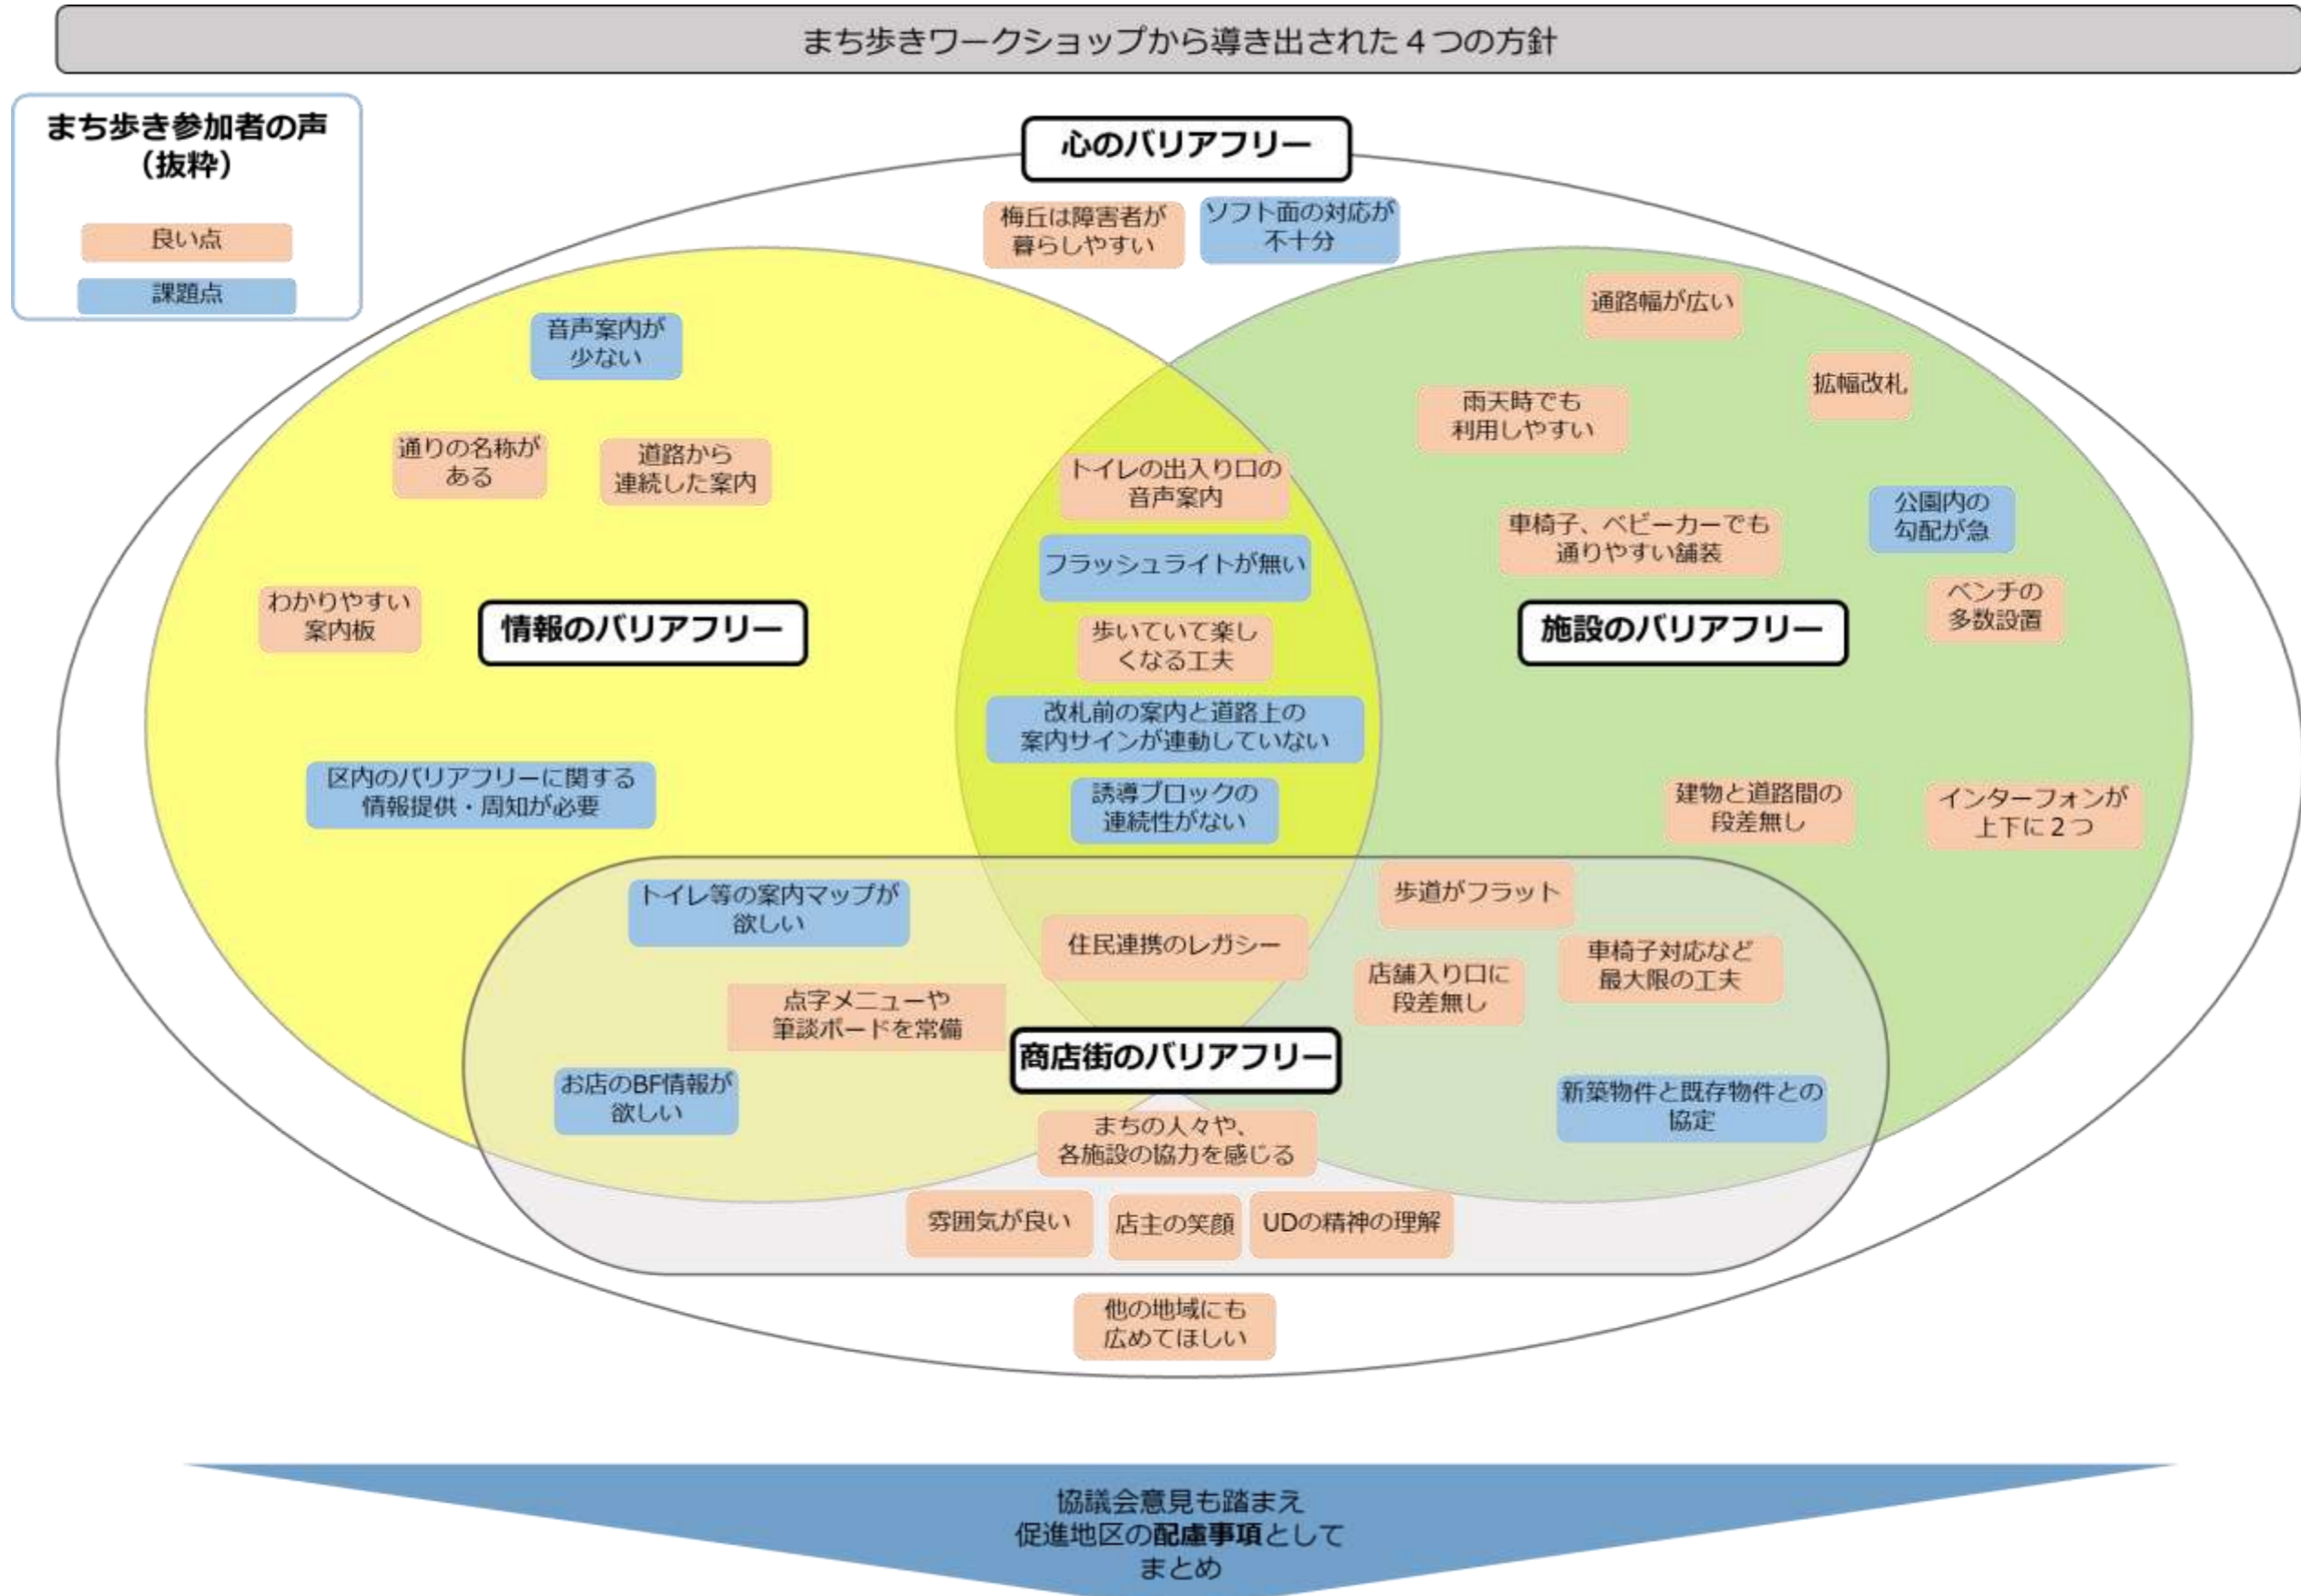 まち歩きワークショップから導き出された４つの方針
まち歩き参加者の声
（抜粋）
良い点
課題点
心のバリアフリー
梅丘は障害者が
暮らしやすい
ソフト面の対応が
不十分
音声案内が
少ない
通りの名称が
ある
道路から
連続した案内
わかりやすい
案内板
情報のバリアフリー
区内のバリアフリーに関する
情報提供・周知が必要
トイレの出入り口の
音声案内
フラッシュライトが無い
歩いていて楽し
くなる工夫
改札前の案内と道路上の
案内サインが連動していない
誘導ブロックの
連続性がない
通路幅が広い
拡幅改札
雨天時でも
利用しやすい
車椅子、ベビーカーでも
通りやすい舗装
公園内の
勾配が急
ベンチの
多数設置
施設のバリアフリー
建物と道路間の
段差無し
インターフォンが
上下に２つ
トイレ等の案内マップが
欲しい
点字メニューや
筆談ボードを常備
お店のBF情報が
欲しい
住民連携のレガシー
歩道がフラット
店舗入り口に
段差無し
車椅子対応など
最大限の工夫
新築物件と既存物件との
協定
商店街のバリアフリー
まちの人々や、
各施設の協力を感じる
雰囲気が良い
店主の笑顔
UDの精神の理解
他の地域にも
広めてほしい
協議会意見も踏まえ
促進地区の配慮事項として
まとめ